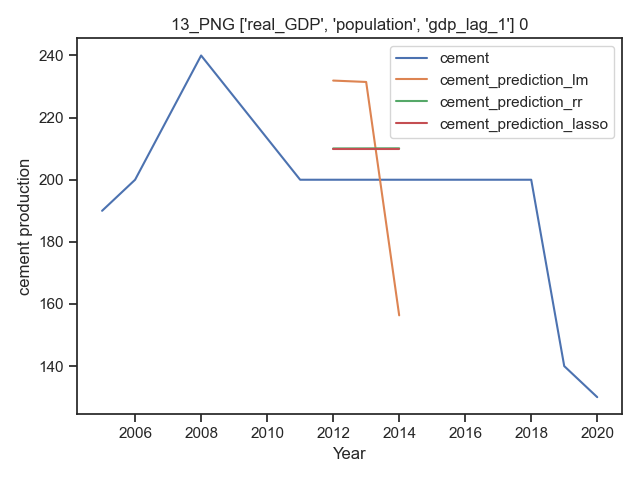 13_PNG ['real_GDP', 'population', 'gdp_lag_1'] 0
cement
cement_prediction_lm
cement_prediction_rr
cement_prediction_lasso
cement production
240
220
200
180
160
140
2006 2008 2010 2012 2014 2016 2018 2020
Year